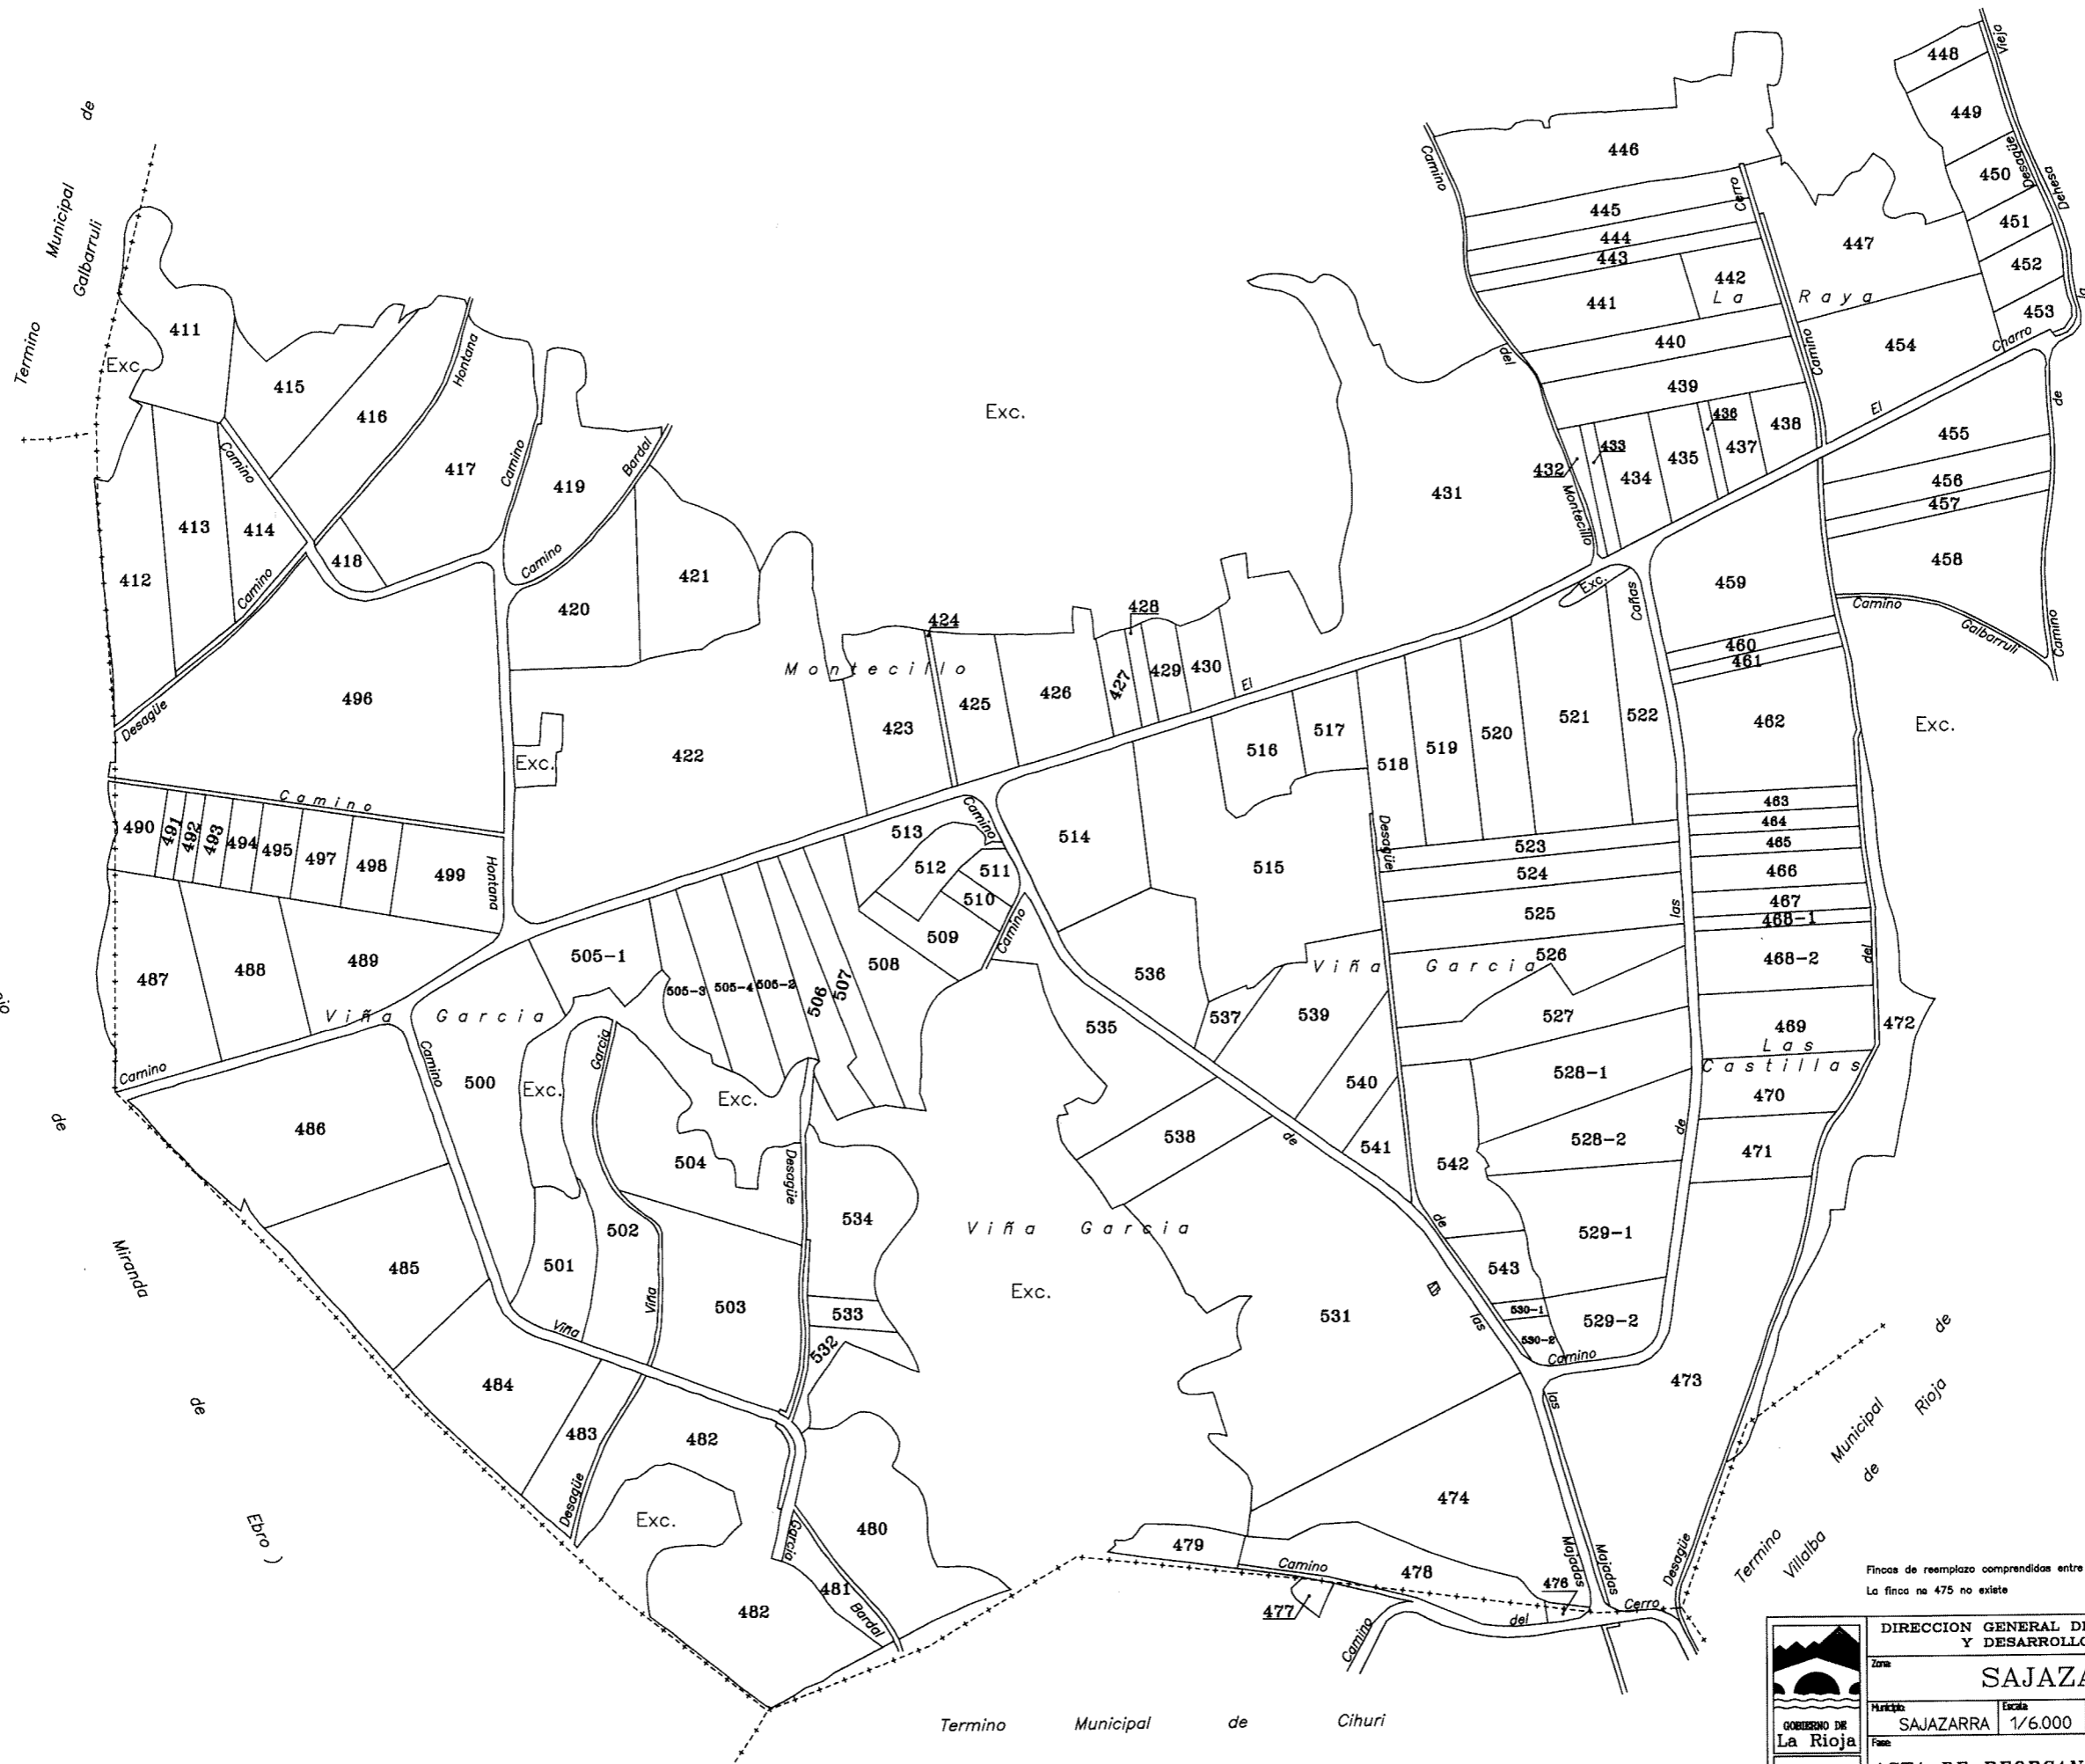 Termino Municipal de
Galbarruli
Miranda de Ebro )
de
de
Exc.
Exc.
Exc.
Exc.
Exc.
Exc.
Exc.
Exc.
Exc.
411
412
413
414
415
416
417
418
419
420
421
422
423
424
425
426
427
428
429
430
431
432
433
434
435
436
437
438
439
440
441
442
443
444
445
446
447
448
449
450
451
452
453
454
455
456
457
458
459
460
461
462
463
464
465
466
467
468-1
468-2
469
470
471
472
473
474
476
477
478
479
480
481
482
482
483
484
485
486
487
488
489
490
491
492
493
494
495
496
497
498
499
500
501
502
503
504
505-1
505-3
505-4
505-2
506
507
508
509
510
511
512
513
514
515
516
517
518
519
520
521
522
523
524
525
526
527
528-1
528-2
529-1
529-2
530-1
530-2
531
532
533
534
535
536
537
538
539
540
541
542
543
La Raya
Montecillo
Viña Garcia
Viña Garcia
Viña Garcia
Las
Castillas
Camino Hontana
Camino
Camino
Camino Bardal
Desagüe
Camino
Hontana
Camino
Camino Viña Garcia
Viña Garcia
Desagüe
Desagüe
Bardal
Camino del Montecillo
Camino del Cerro
El Charro
El
Viejo
Desagüe
Dehesa
la
de
Camino
Camino Galbarruli
Cañas
las
de
Camino
Desagüe
Camino
Camino de las Majadas
de
las
Majadas
Camino del Cerro
Camino
Desagüe
Termino Municipal de
Villalba de Rioja
Termino Municipal de Cihuri
Fincas de reemplazo comprendidas entre
La finca no 475 no existe
DIRECCION GENERAL DE
Y DESARROLLO
Zona:
SAJAZA
Municipio:
SAJAZARRA
Escala:
1/6.000
Fase:
GOBIERNO DE
La Rioja